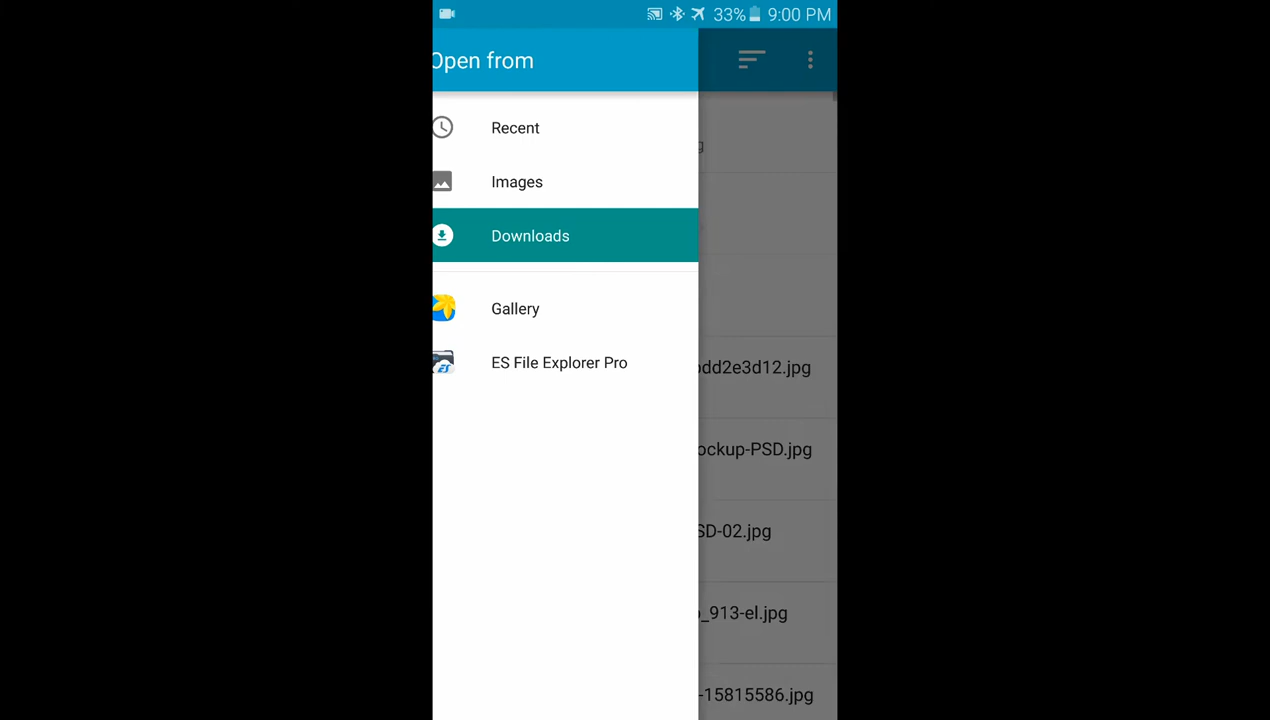 33% 9:00 PM
Open from
Recent
Images
Downloads
Gallery
ES File Explorer Pro
dd2e3d12.jpg
ockup-PSD.jpg
SD-02.jpg
_913-el.jpg
-15815586.jpg